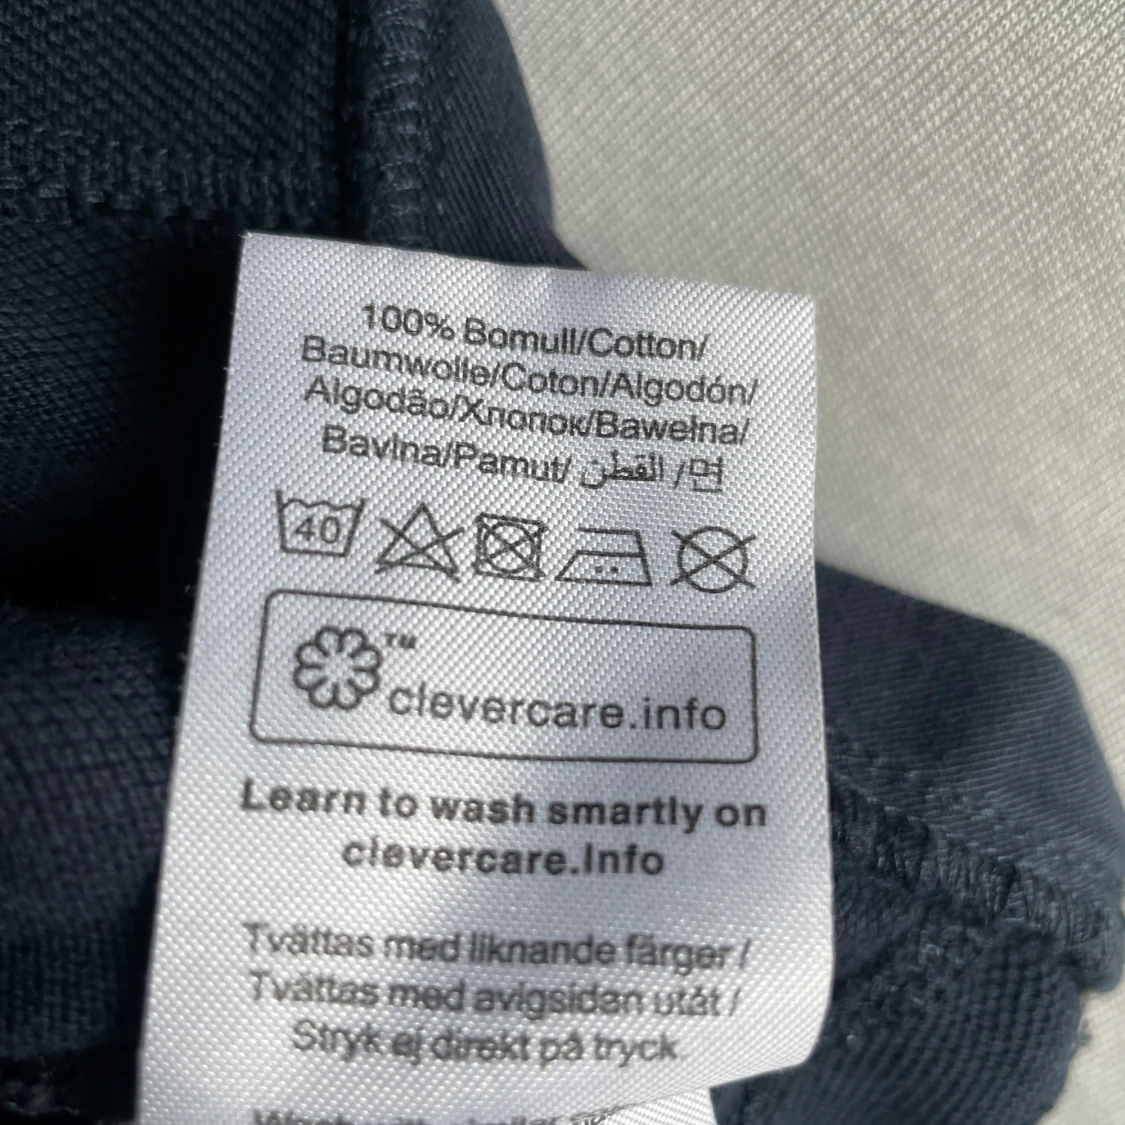 100% Bomull/Cotton/
Baumwolle/Coton/Algodón/
Algodão/Хлопок/Bawełna/
Bavlna/Pamut/ القطن /면
40
™
clevercare.info
Learn to wash smartly on
clevercare.Info
Tvättas med liknande färger /
Tvättas med avigsidan utåt /
Stryk ej direkt på tryck